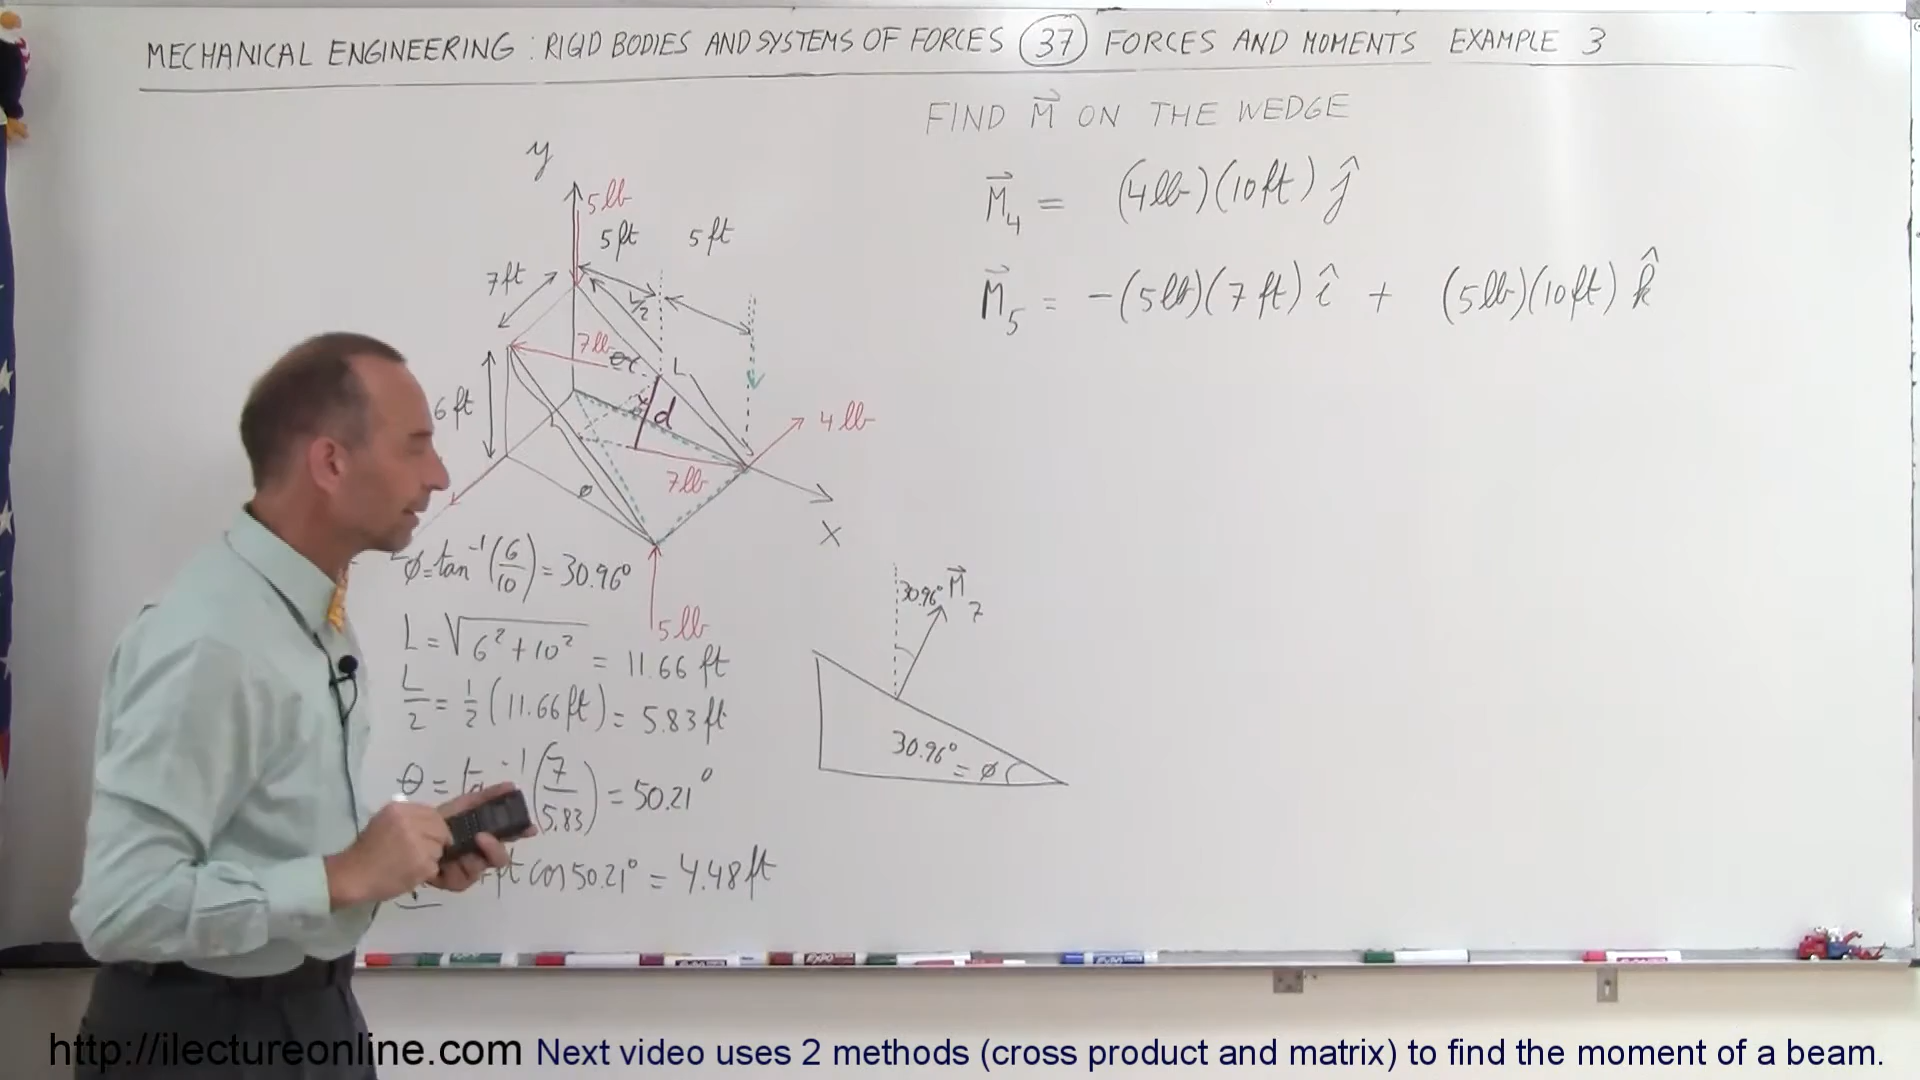 MECHANICAL ENGINEERING : RIGID BODIES AND SYSTEMS OF FORCES 37 FORCES AND MOMENTS EXAMPLE 3
FIND M⃗ ON THE WEDGE
M⃗₄ = (4lb)(10ft) ĵ
M⃗₅ = -(5lb)(7ft) î + (5lb)(10ft) k̂
y
5lb
5ft 5ft
7ft
L/2
7lb
L
6ft
d
4lb
7lb
ø
x
5lb
ø=tan⁻¹(6/10)=30.96°
L=√6²+10² = 11.66 ft
L/2 = 1/2 (11.66ft) = 5.83ft
θ = (7/5.83) = 50.21°
ft cos 50.21° = 4.48ft
30.96° M⃗₇
30.96° = ø
http://ilectureonline.com Next video uses 2 methods (cross product and matrix) to find the moment of a beam.